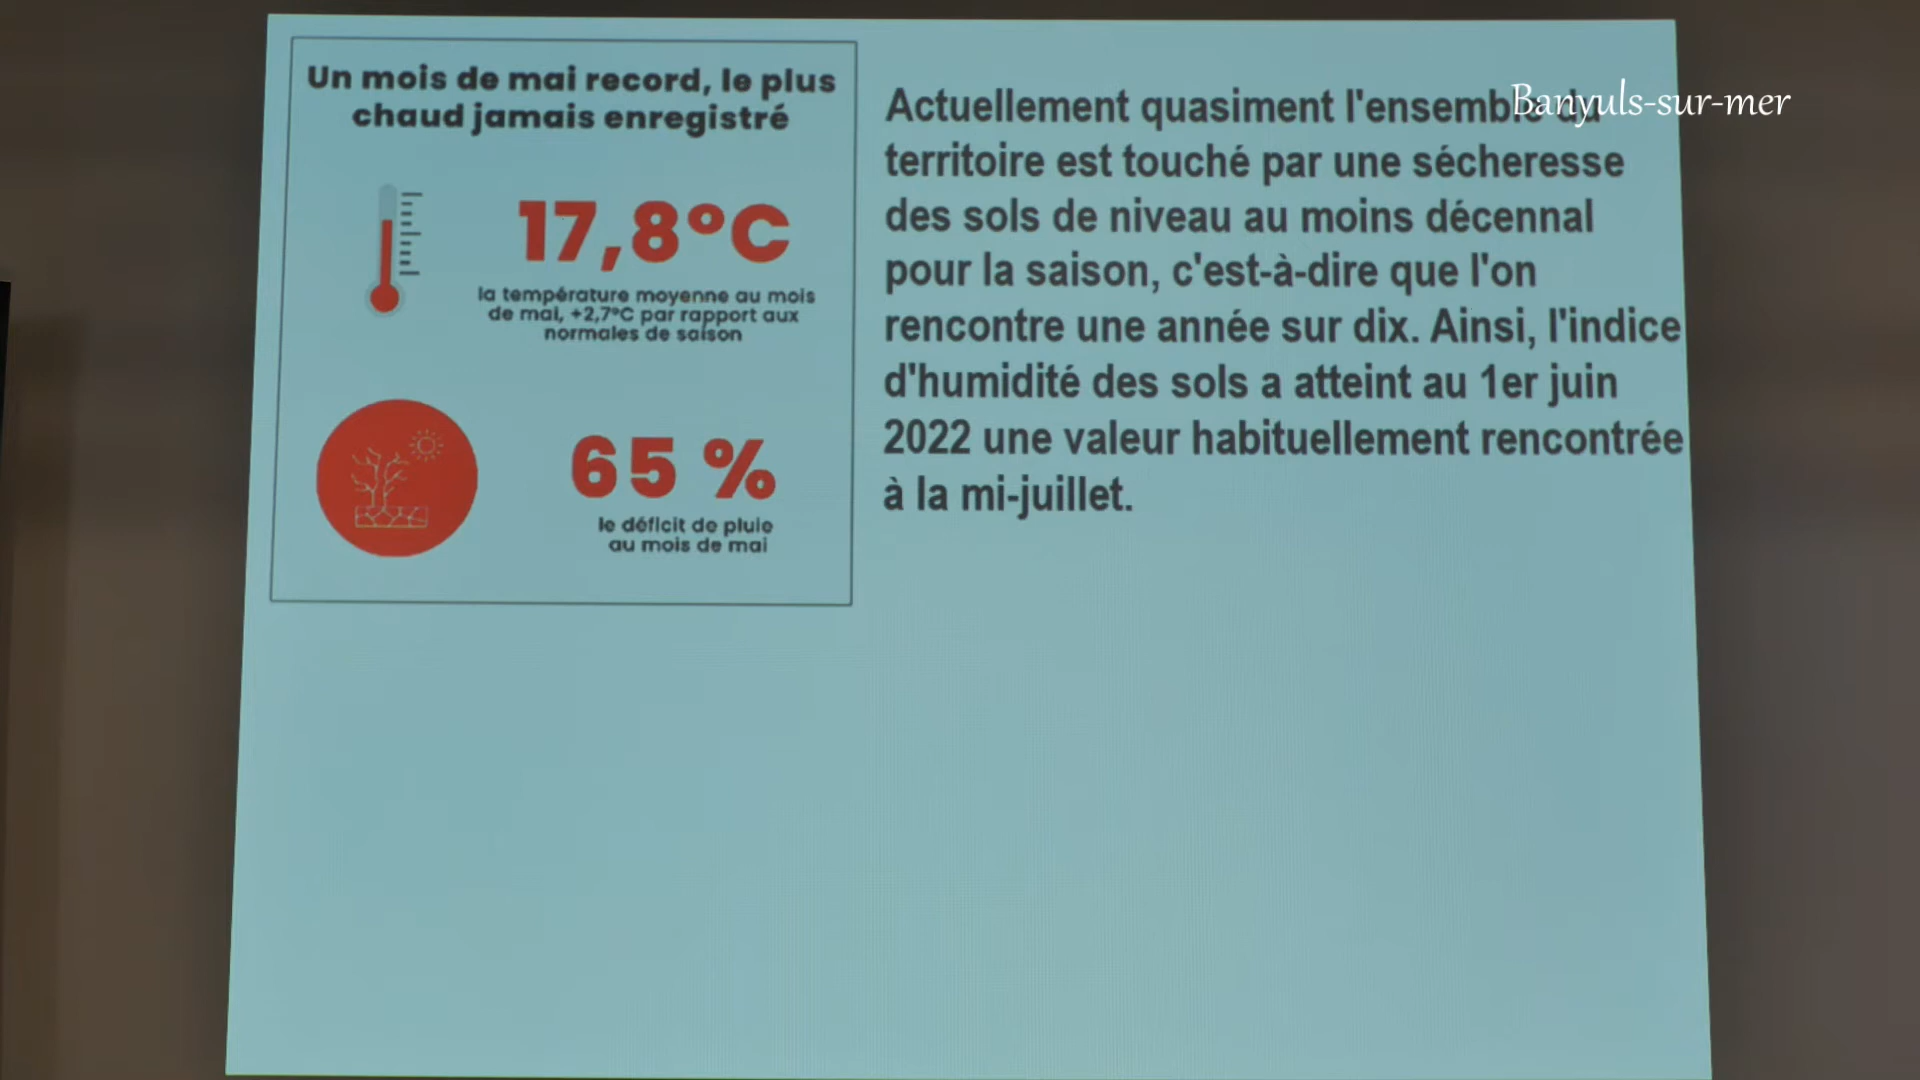 Un mois de mai record, le plus
chaud jamais enregistré
17,8°C
la température moyenne au mois
de mai, +2,7°C par rapport aux
normales de saison
65 %
le déficit de pluie
au mois de mai
Banyuls-sur-mer
Actuellement quasiment l'ensemble du
territoire est touché par une sécheresse
des sols de niveau au moins décennal
pour la saison, c'est-à-dire que l'on
rencontre une année sur dix. Ainsi, l'indice
d'humidité des sols a atteint au 1er juin
2022 une valeur habituellement rencontrée
à la mi-juillet.